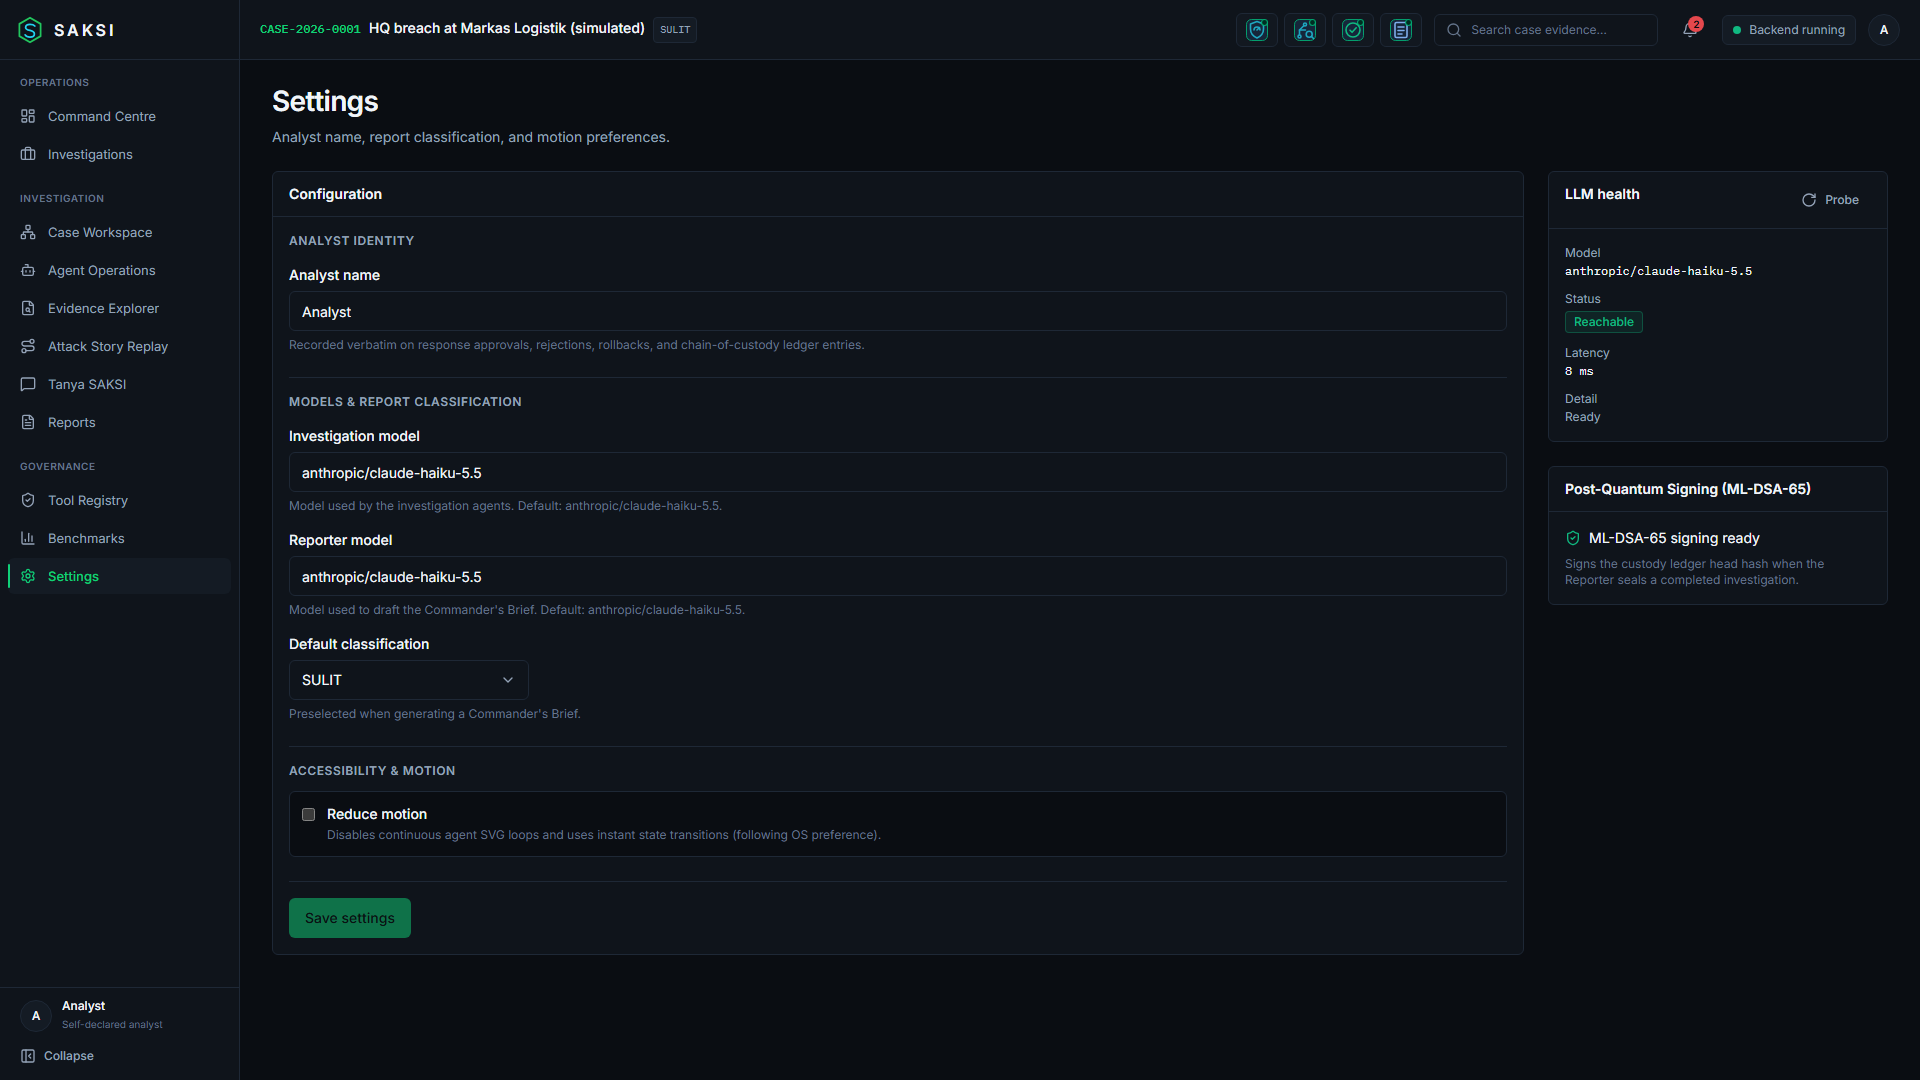 SAKSI
CASE-2026-0001 HQ breach at Markas Logistik (simulated) SULIT
Search case evidence...
2
Backend running
A
OPERATIONS
Command Centre
Investigations
INVESTIGATION
Case Workspace
Agent Operations
Evidence Explorer
Attack Story Replay
Tanya SAKSI
Reports
GOVERNANCE
Tool Registry
Benchmarks
Settings
A
Analyst
Self-declared analyst
Collapse
Settings
Analyst name, report classification, and motion preferences.
Configuration
ANALYST IDENTITY
Analyst name
Analyst
Recorded verbatim on response approvals, rejections, rollbacks, and chain-of-custody ledger entries.
MODELS & REPORT CLASSIFICATION
Investigation model
anthropic/claude-haiku-5.5
Model used by the investigation agents. Default: anthropic/claude-haiku-5.5.
Reporter model
anthropic/claude-haiku-5.5
Model used to draft the Commander's Brief. Default: anthropic/claude-haiku-5.5.
Default classification
SULIT
Preselected when generating a Commander's Brief.
ACCESSIBILITY & MOTION
Reduce motion
Disables continuous agent SVG loops and uses instant state transitions (following OS preference).
Save settings
LLM health
Probe
Model
anthropic/claude-haiku-5.5
Status
Reachable
Latency
8 ms
Detail
Ready
Post-Quantum Signing (ML-DSA-65)
ML-DSA-65 signing ready
Signs the custody ledger head hash when the
Reporter seals a completed investigation.